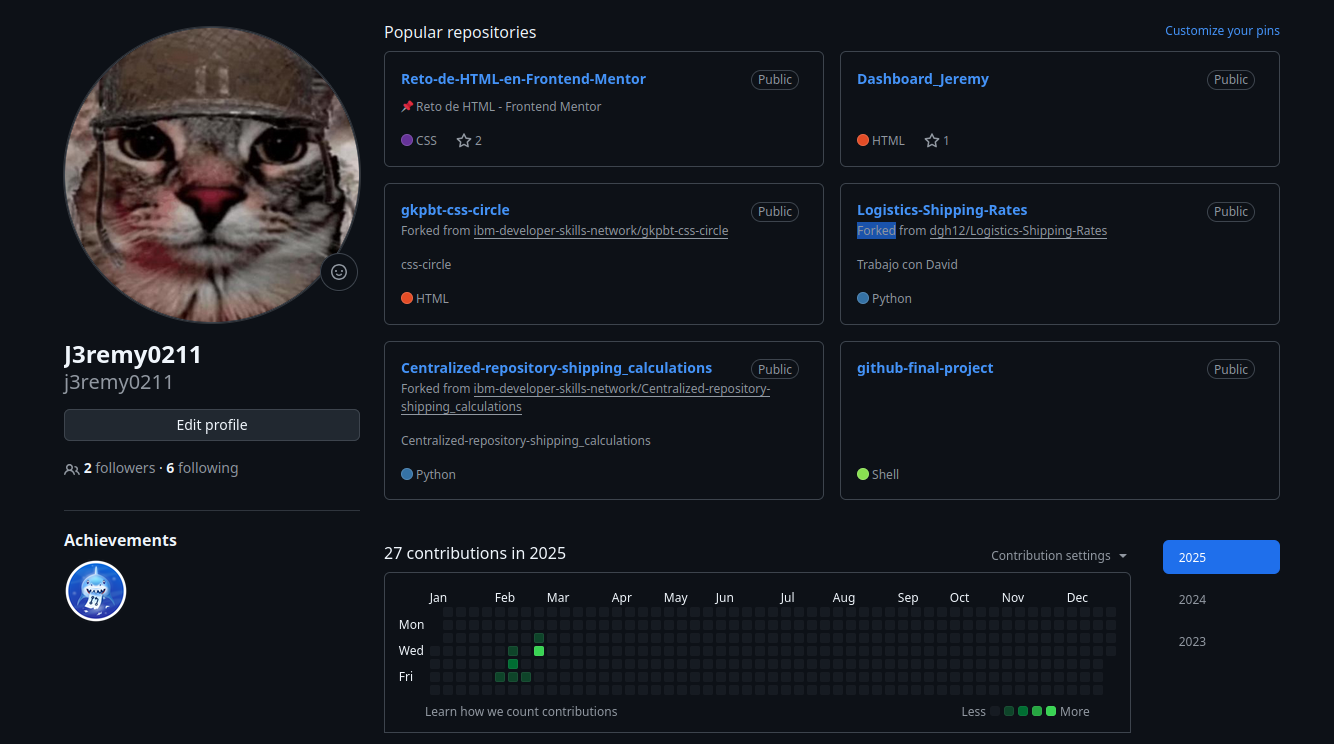 J3remy0211
j3remy0211
Edit profile
2 followers · 6 following
Achievements
Popular repositories
Customize your pins
Reto-de-HTML-en-Frontend-Mentor
Public
📌 Reto de HTML - Frontend Mentor
CSS 2
Dashboard_Jeremy
Public
HTML 1
gkpbt-css-circle
Public
Forked from ibm-developer-skills-network/gkpbt-css-circle
css-circle
HTML
Logistics-Shipping-Rates
Public
Forked from dgh12/Logistics-Shipping-Rates
Trabajo con David
Python
Centralized-repository-shipping_calculations
Public
Forked from ibm-developer-skills-network/Centralized-repository-
shipping_calculations
Centralized-repository-shipping_calculations
Python
github-final-project
Public
Shell
27 contributions in 2025
Contribution settings
Jan Feb Mar Apr May Jun Jul Aug Sep Oct Nov Dec
Mon
Wed
Fri
Learn how we count contributions
Less More
2025
2024
2023